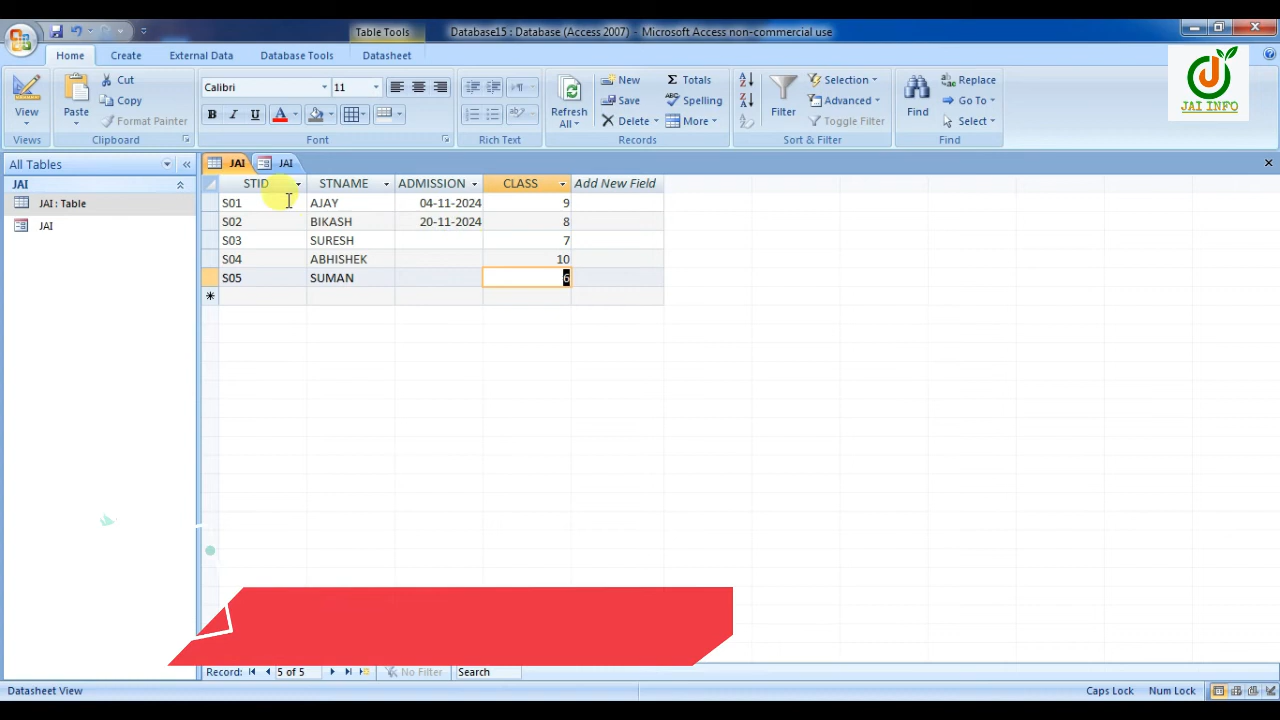 Table Tools
Database15 : Database (Access 2007) - Microsoft Access non-commercial use
Home Create External Data Database Tools Datasheet
View
Views
Paste
Cut
Copy
Format Painter
Clipboard
Calibri 11
B I U A
Font
Rich Text
Refresh All
New
Save
Delete
Totals
Spelling
More
Records
Filter
Selection
Advanced
Toggle Filter
Sort & Filter
Find
Replace
Go To
Select
Find
JAI INFO
All Tables
JAI
JAI : Table
JAI
JAI JAI
STID STNAME ADMISSION CLASS Add New Field
S01 AJAY 04-11-2024 9
S02 BIKASH 20-11-2024 8
S03 SURESH 7
S04 ABHISHEK 10
S05 SUMAN 6
Record: 5 of 5 No Filter Search
Datasheet View Caps Lock Num Lock